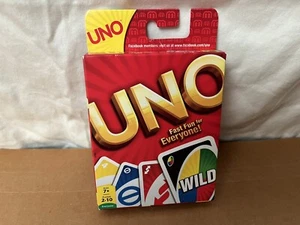 UNO
UNO
Fast Fun for
Everyone!
WILD
7+
2-10